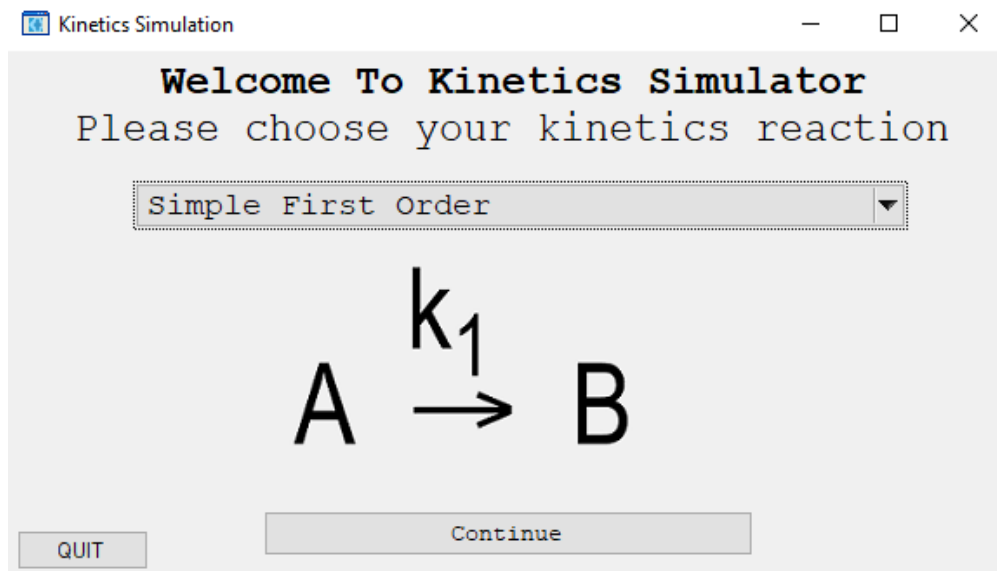 Kinetics Simulation
Welcome To Kinetics Simulator
Please choose your kinetics reaction
Simple First Order
k₁
A → B
Continue
QUIT